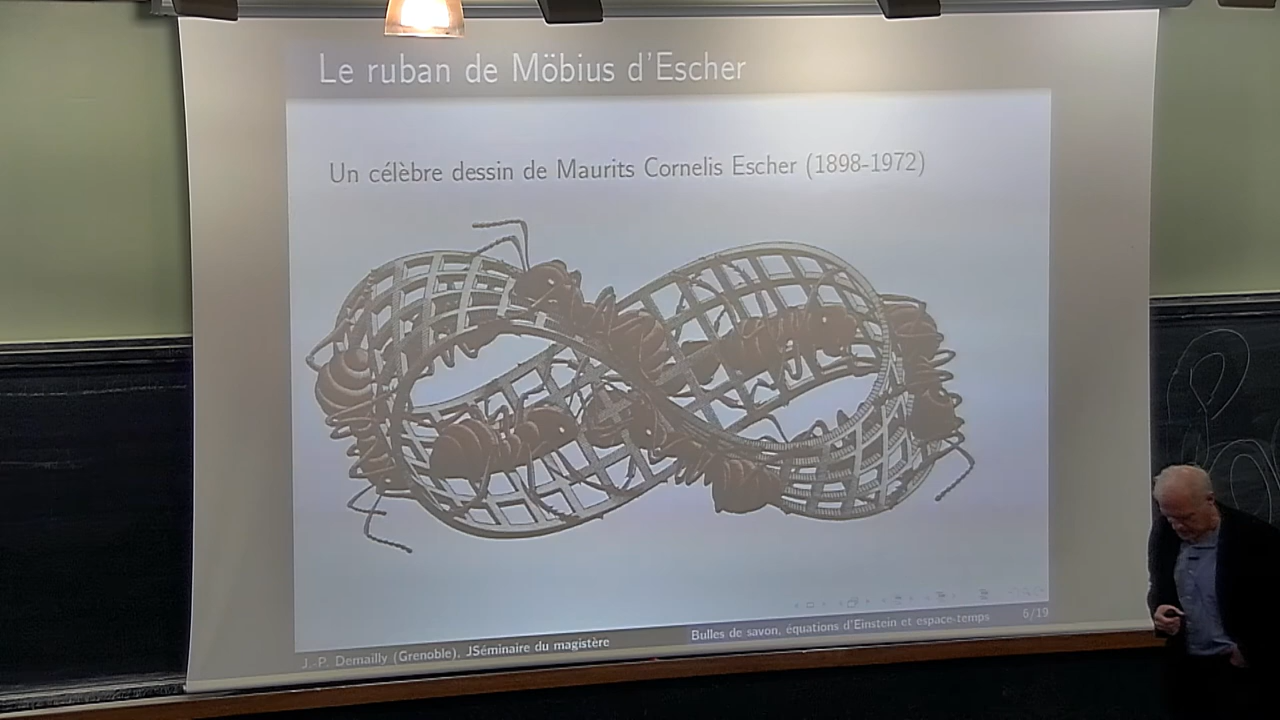 Le ruban de Möbius d'Escher
Un célèbre dessin de Maurits Cornelis Escher (1898-1972)
J.-P. Demailly (Grenoble), JSéminaire du magistère
Bulles de savon, équations d'Einstein et espace-temps
6/19